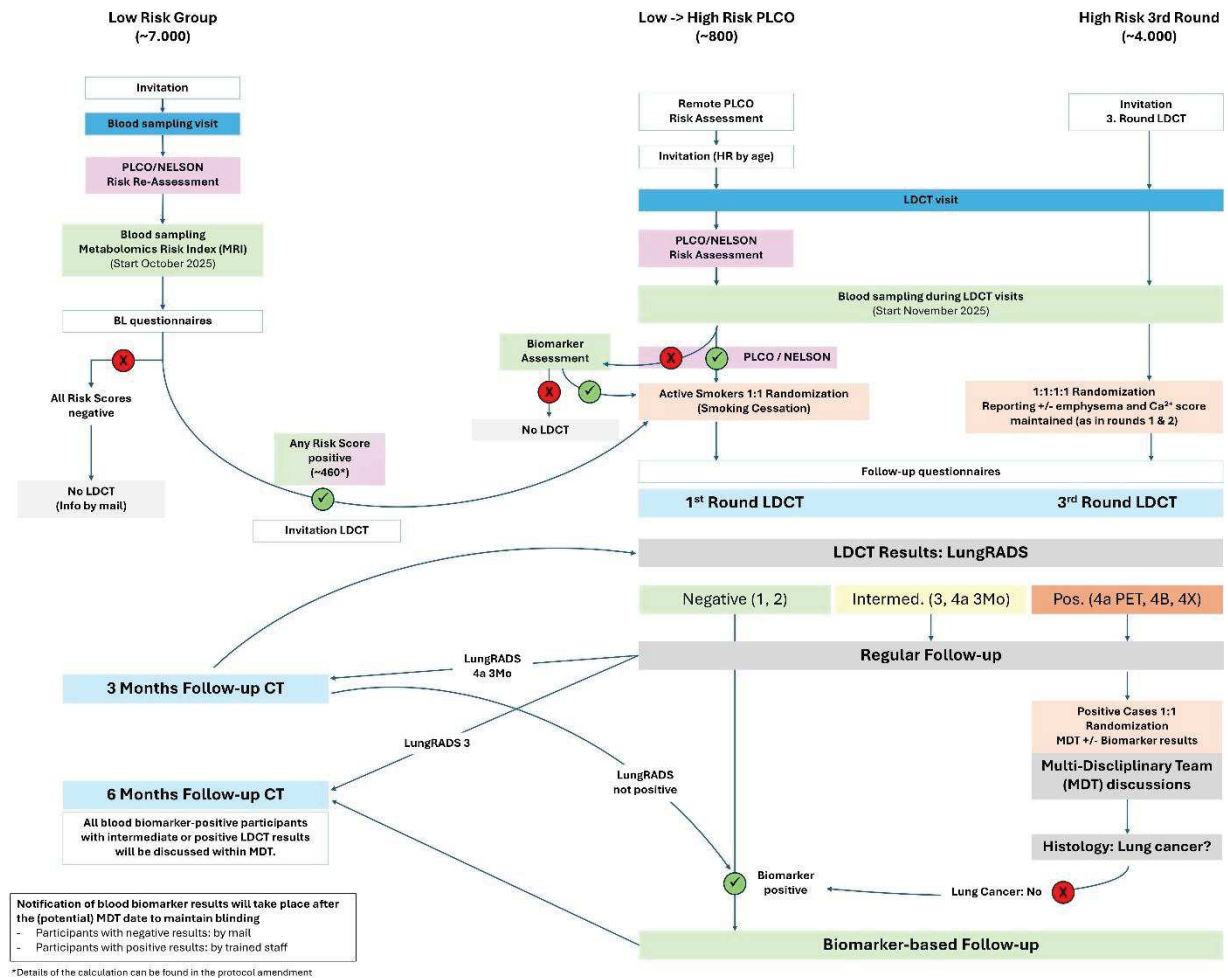 Low Risk Group
(~7.000)
Low -> High Risk PLCO
(~800)
High Risk 3rd Round
(~4.000)
Invitation
Blood sampling visit
PLCO/NELSON
Risk Re-Assessment
Blood sampling
Metabolomics Risk Index (MRI)
(Start October 2025)
BL questionnaires
X
All Risk Scores
negative
No LDCT
(Info by mail)
Any Risk Score
positive
(~460*)
✓
Invitation LDCT
Remote PLCO
Risk Assessment
Invitation (HR by age)
Invitation
3. Round LDCT
LDCT visit
PLCO/NELSON
Risk Assessment
Blood sampling during LDCT visits
(Start November 2025)
Biomarker
Assessment
X
✓
PLCO / NELSON
X
✓
No LDCT
Active Smokers 1:1 Randomization
(Smoking Cessation)
1:1:1:1 Randomization
Reporting +/- emphysema and Ca²⁺ score
maintained (as in rounds 1 & 2)
Follow-up questionnaires
1st Round LDCT
3rd Round LDCT
LDCT Results: LungRADS
Negative (1, 2)
Intermed. (3, 4a 3Mo)
Pos. (4a PET, 4B, 4X)
Regular Follow-up
LungRADS
4a 3Mo
3 Months Follow-up CT
LungRADS 3
LungRADS
not positive
6 Months Follow-up CT
All blood biomarker-positive participants
with intermediate or positive LDCT results
will be discussed within MDT.
Positive Cases 1:1
Randomization
MDT +/- Biomarker results
Multi-Discliplinary Team
(MDT) discussions
Histology: Lung cancer?
✓
Biomarker
positive
Lung Cancer: No
X
Biomarker-based Follow-up
Notification of blood biomarker results will take place after
the (potential) MDT date to maintain blinding
- Participants with negative results: by mail
- Participants with positive results: by trained staff
*Details of the calculation can be found in the protocol amendment